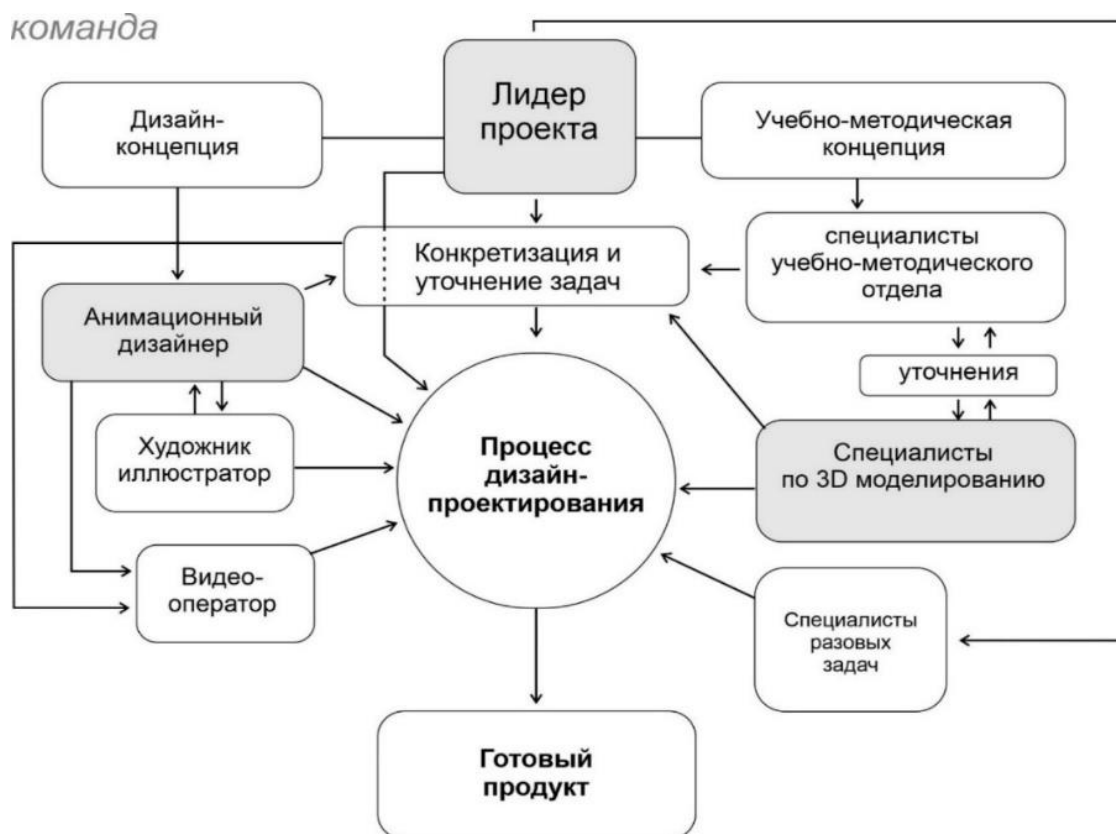 команда
Лидер
проекта
Дизайн-
концепция
Учебно-методическая
концепция
Конкретизация и
уточнение задач
специалисты
учебно-методического
отдела
Анимационный
дизайнер
уточнения
Художник
иллюстратор
Процесс
дизайн-
проектирования
Специалисты
по 3D моделированию
Видео-
оператор
Специалисты
разовых
задач
Готовый
продукт